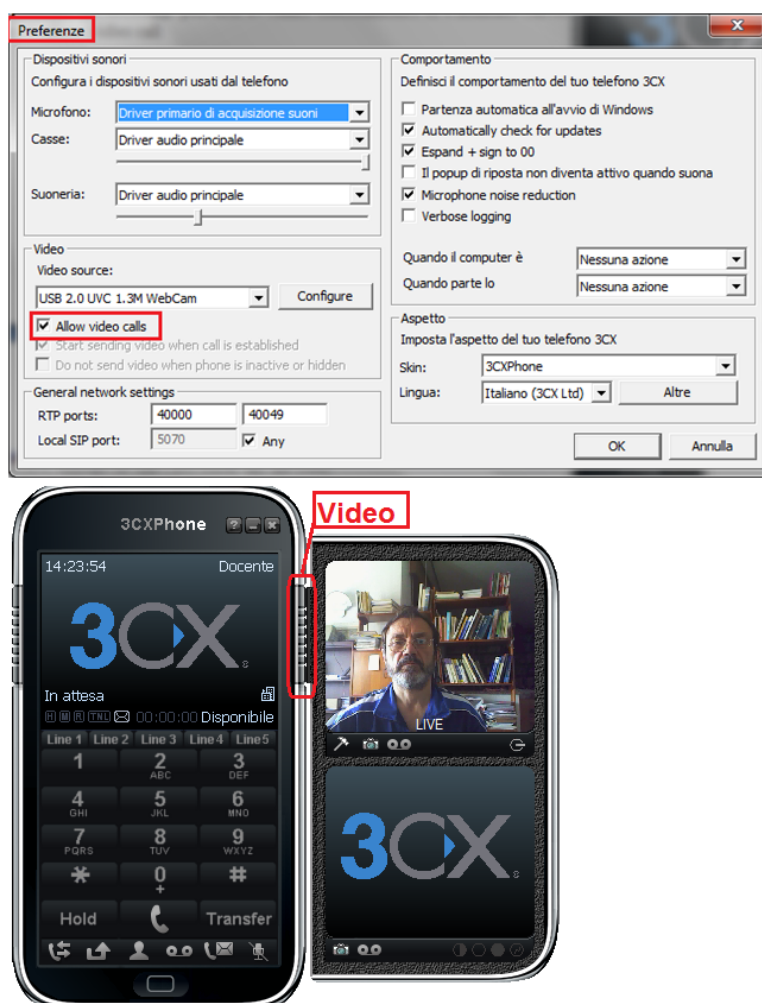 Preferenze
Dispositivi sonori
Configura i dispositivi sonori usati dal telefono
Microfono: Driver primario di acquisizione suoni
Casse: Driver audio principale
Suoneria: Driver audio principale
Video
Video source:
USB 2.0 UVC 1.3M WebCam Configure
Allow video calls
Start sending video when call is established
Do not send video when phone is inactive or hidden
General network settings
RTP ports: 40000 40049
Local SIP port: 5070 Any
Comportamento
Definisci il comportamento del tuo telefono 3CX
Partenza automatica all'avvio di Windows
Automatically check for updates
Espand + sign to 00
Il popup di riposta non diventa attivo quando suona
Microphone noise reduction
Verbose logging
Quando il computer è Nessuna azione
Quando parte lo Nessuna azione
Aspetto
Imposta l'aspetto del tuo telefono 3CX
Skin: 3CXPhone
Lingua: Italiano (3CX Ltd) Altre
OK Annulla
Video
3CXPhone
14:23:54 Docente
3CX
In attesa
H M R TNL 00:00:00 Disponibile
Line 1 Line 2 Line 3 Line 4 Line5
1 2 3
ABC DEF
4 5 6
GHI JKL MNO
7 8 9
PQRS TUV WXYZ
* 0 #
+
Hold Transfer
LIVE
3CX